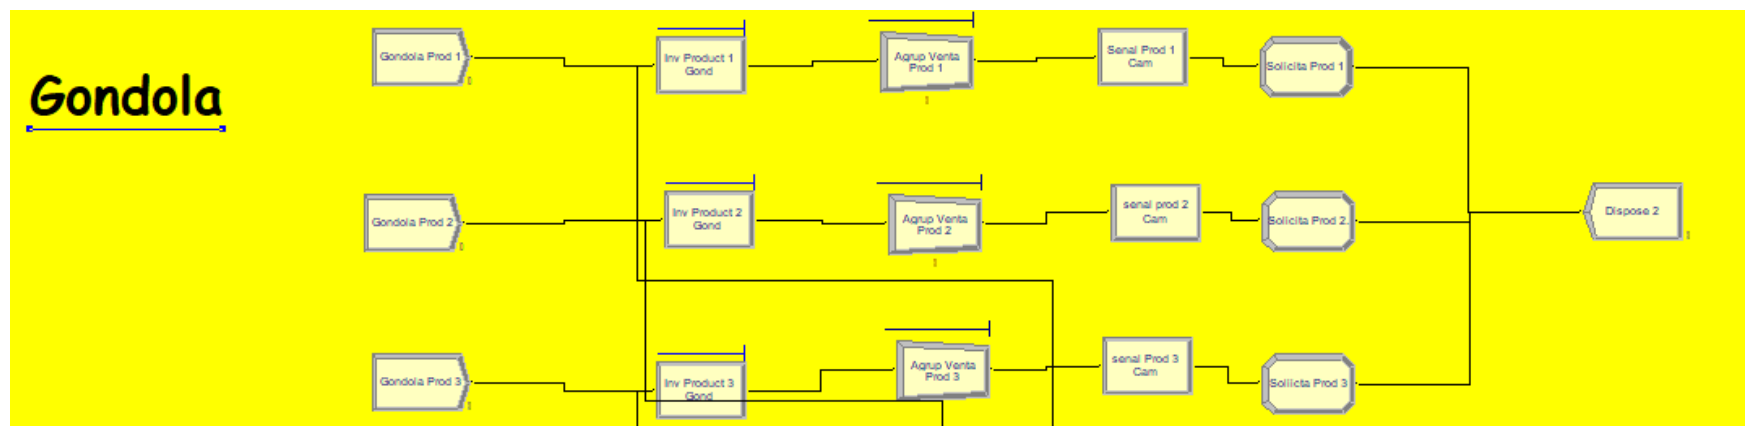 Gondola
Gondola Prod 1
Inv Product 1
Gond
Agrup Venta
Prod 1
Senal Prod 1
Cam
Solicita Prod 1
Gondola Prod 2
Inv Product 2
Gond
Agrup Venta
Prod 2
senal prod 2
Cam
Solicita Prod 2.
Dispose 2
Gondola Prod 3
Inv Product 3
Gond
Agrup Venta
Prod 3
senal Prod 3
Cam
Soliicta Prod 3